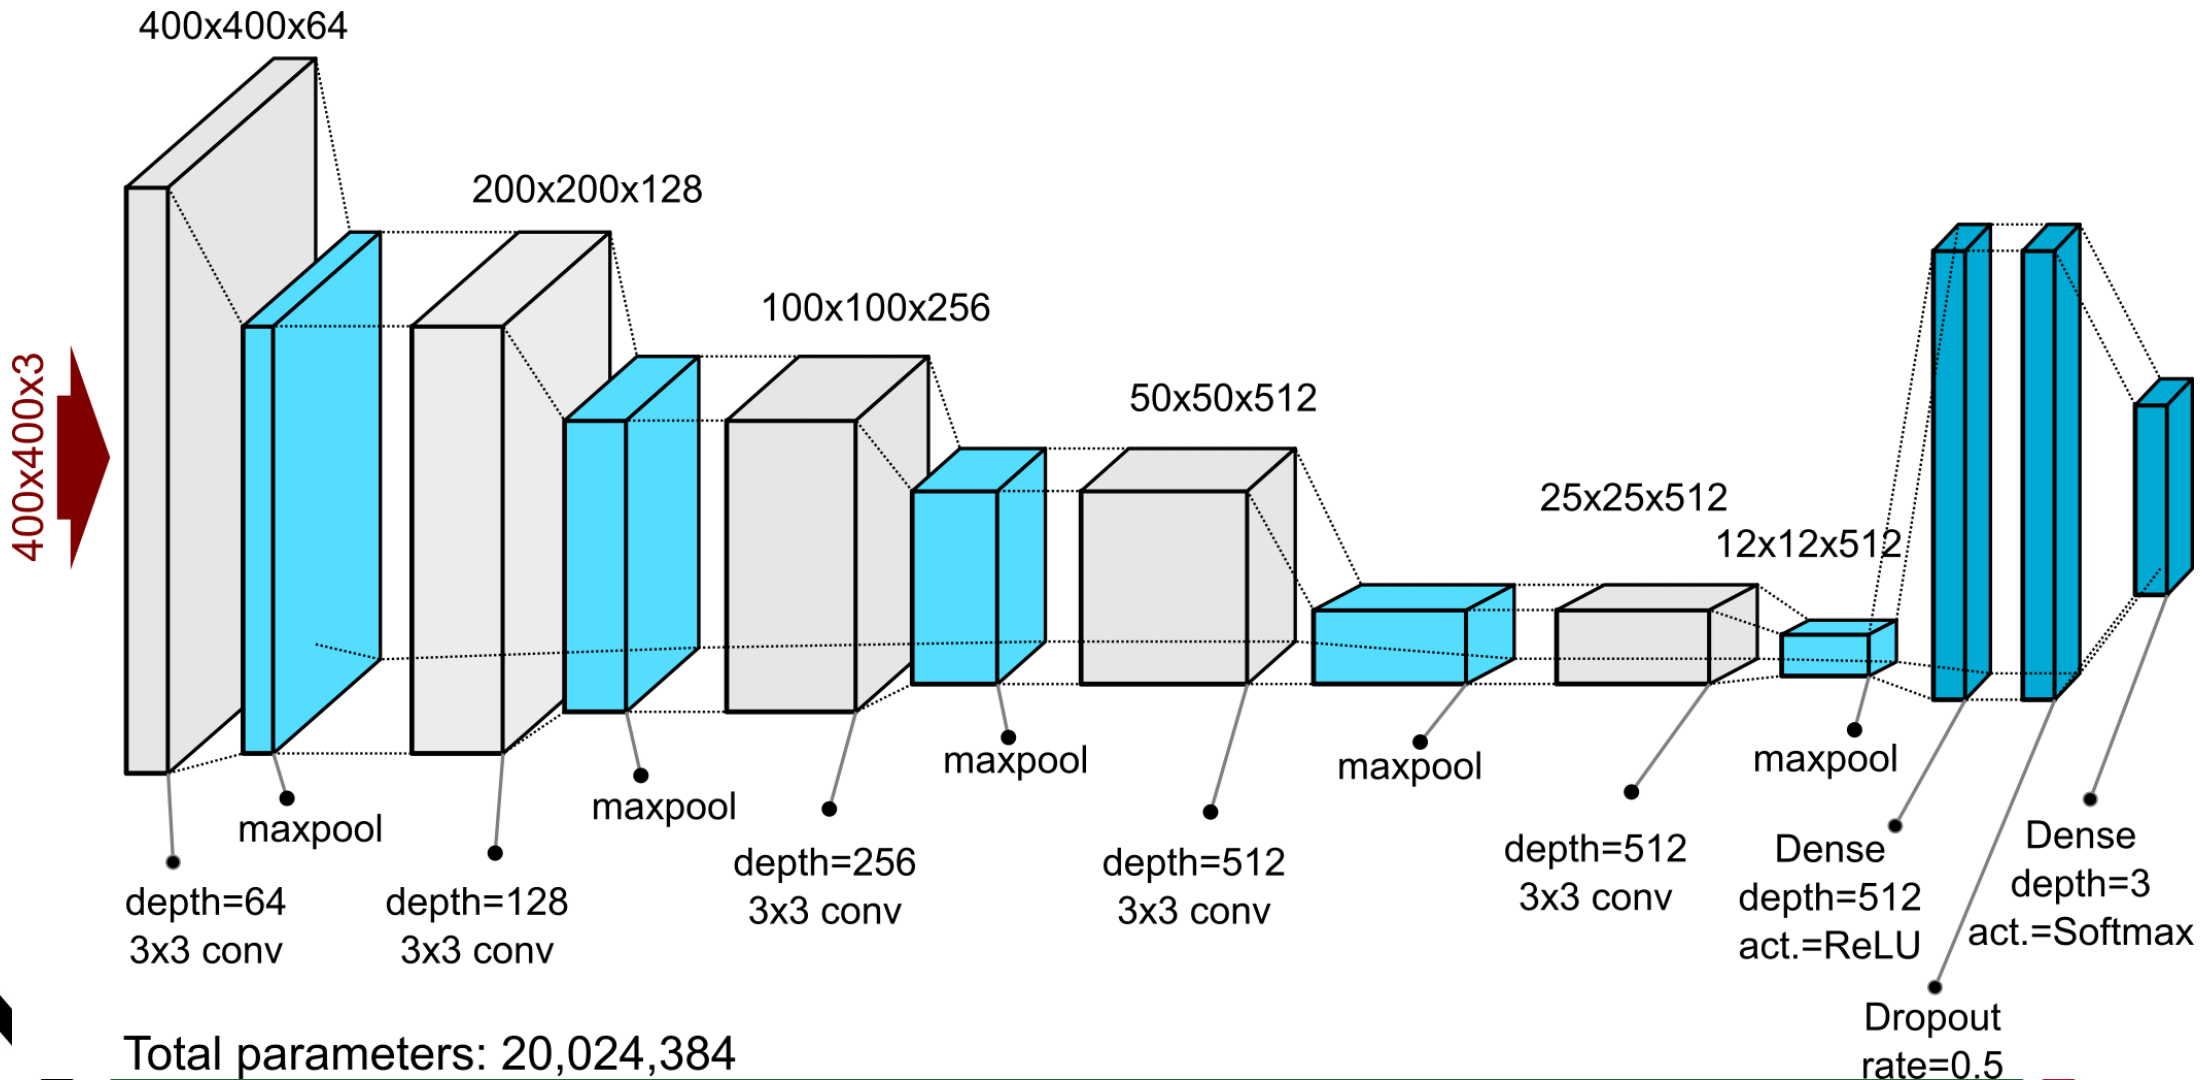 400x400x64
200x200x128
100x100x256
50x50x512
25x25x512
12x12x512
400x400x3
maxpool
maxpool
maxpool
maxpool
maxpool
depth=64
3x3 conv
depth=128
3x3 conv
depth=256
3x3 conv
depth=512
3x3 conv
depth=512
3x3 conv
Dense
depth=512
act.=ReLU
Dense
depth=3
act.=Softmax
Dropout
rate=0.5
Total parameters: 20,024,384